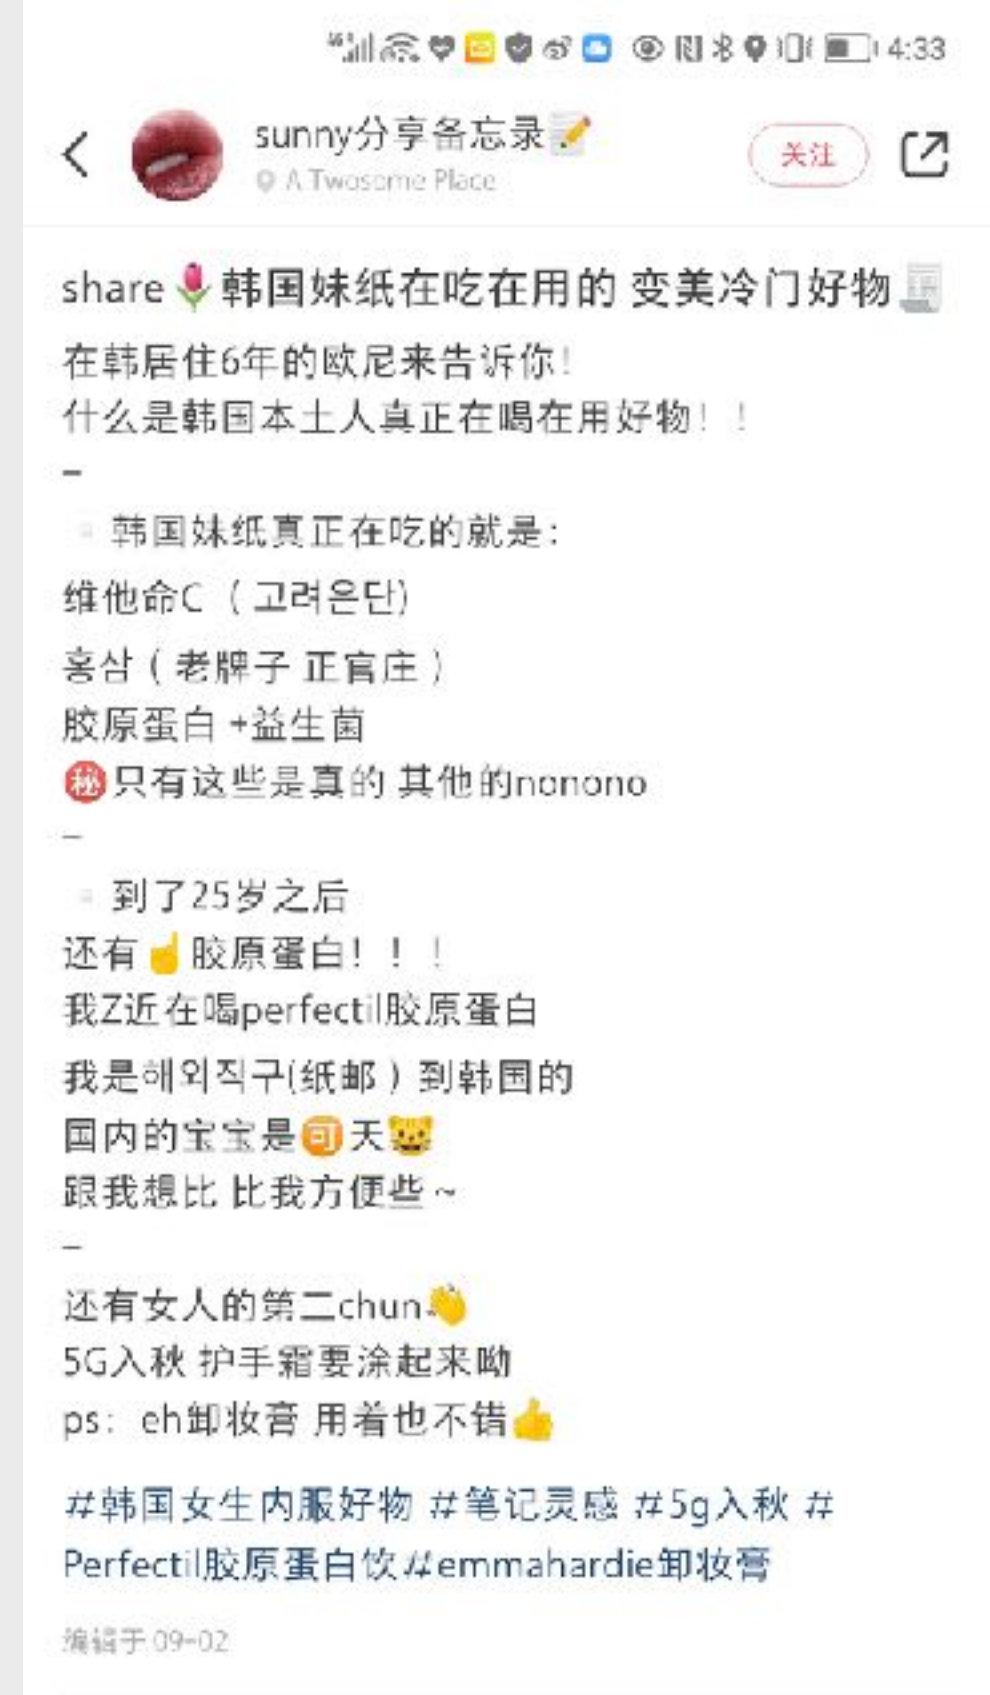 4:33
sunny分享备忘录📝
A Twosome Place
关注
share🌷韩国妹纸在吃在用的 变美冷门好物🧾
在韩居住6年的欧尼来告诉你!
什么是韩国本土人真正在喝在用好物！！
–
▫️韩国妹纸真正在吃的就是：
维他命C （고려은단)
홍삼（老牌子 正官庄）
胶原蛋白 +益生菌
㊙️只有这些是真的 其他的nonono
–
▫️到了25岁之后
还有☝️胶原蛋白！！！
我Z近在喝perfectil胶原蛋白
我是해외직구(纸邮）到韩国的
国内的宝宝是🉑天😺
跟我想比 比我方便些~
–
还有女人的第二chun👏
5G入秋 护手霜要涂起来呦
ps：eh卸妆膏 用着也不错👍
#韩国女生内服好物 #笔记灵感 #5g入秋 #
Perfectil胶原蛋白饮#emmahardie卸妆膏
编辑于 09-02